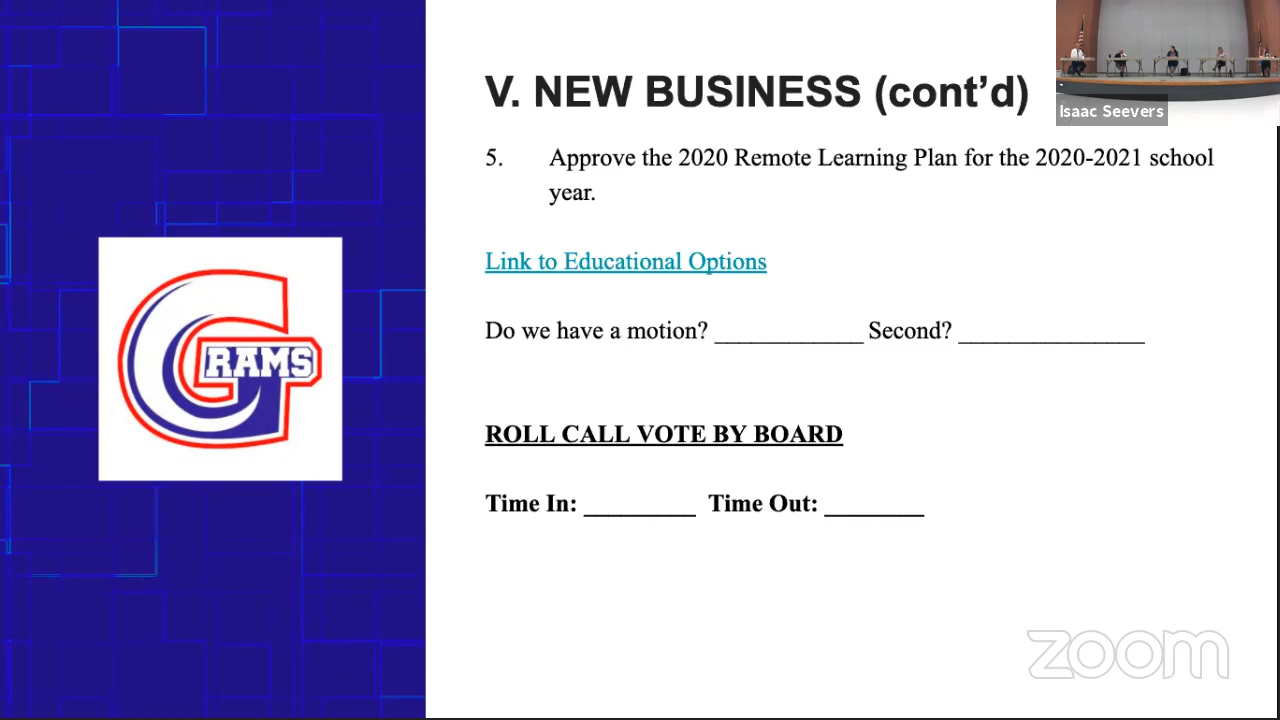 V. NEW BUSINESS (cont’d)
Isaac Seevers
5. Approve the 2020 Remote Learning Plan for the 2020-2021 school
year.
Link to Educational Options
Do we have a motion? ____________ Second? _______________
RAMS
ROLL CALL VOTE BY BOARD
Time In: _________ Time Out: ________
zoom